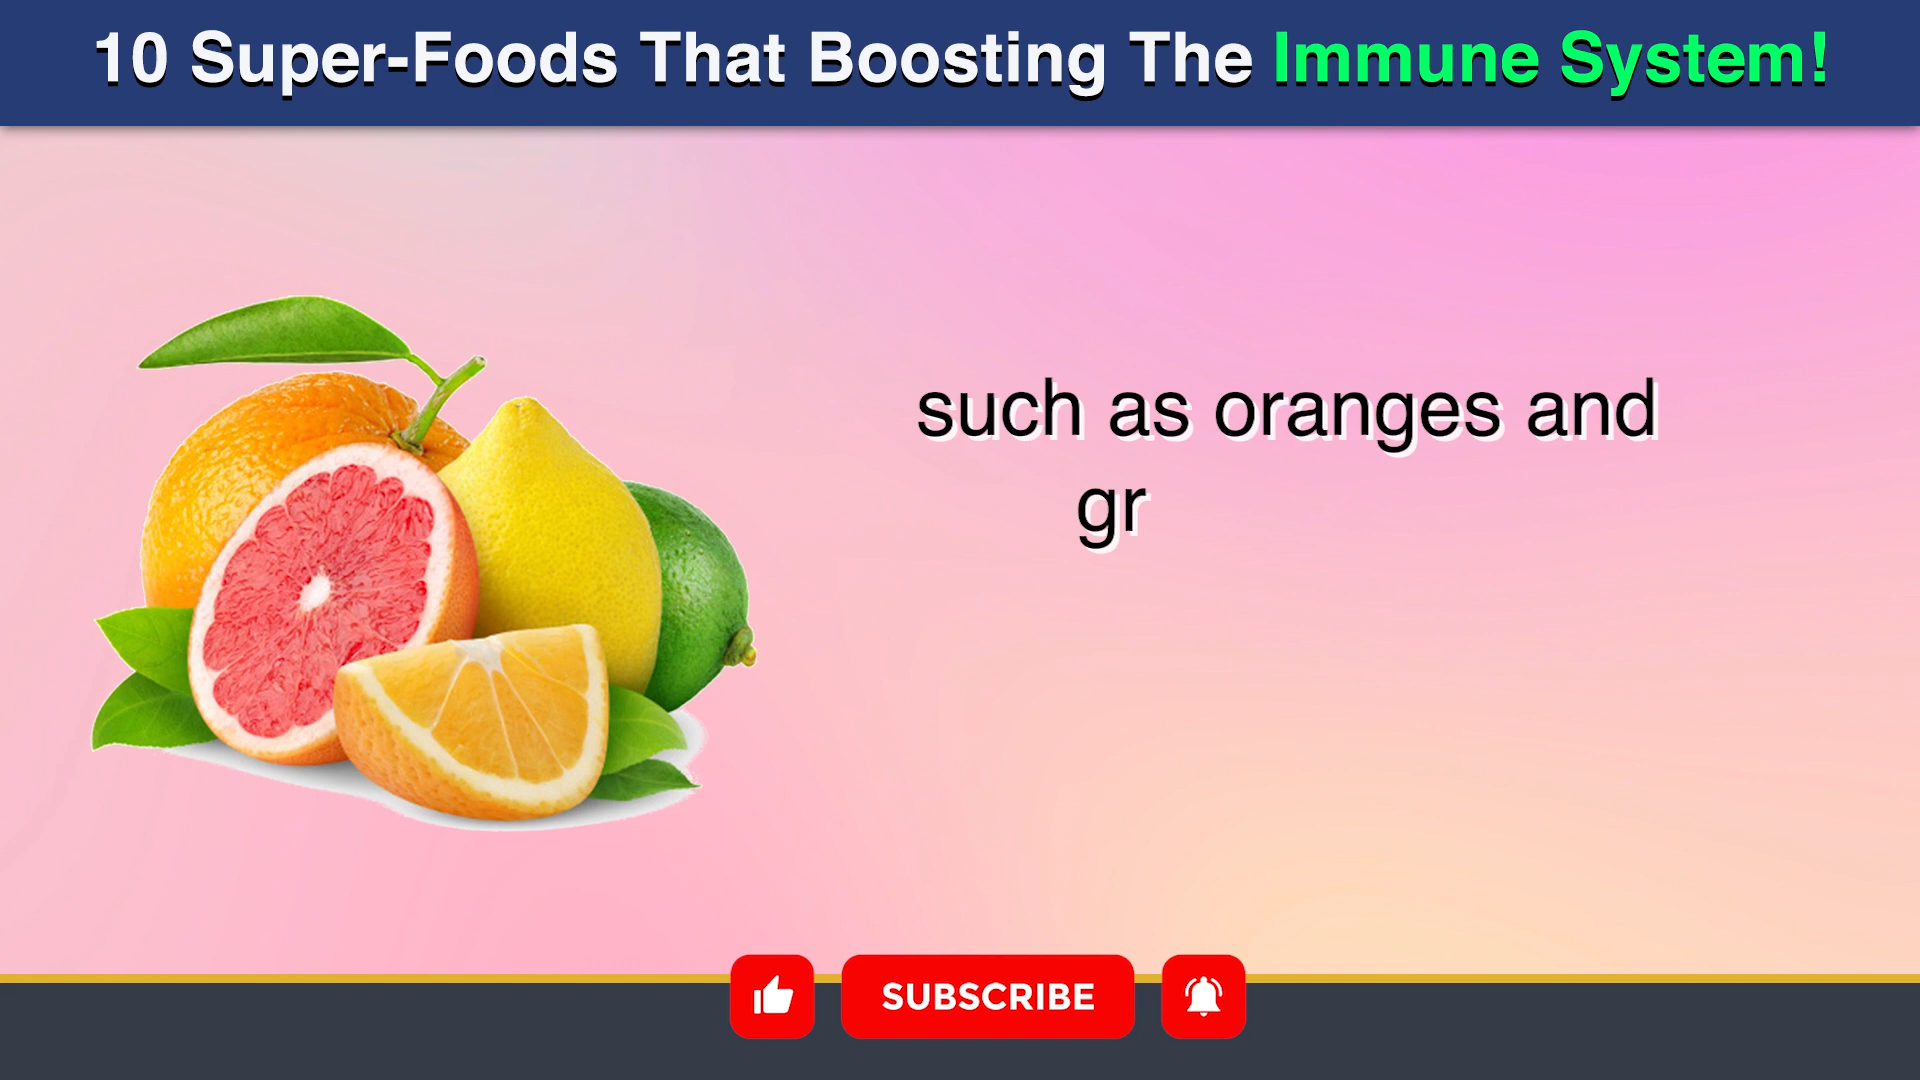 10 Super-Foods That Boosting The Immune System!
such as oranges and
gr
SUBSCRIBE